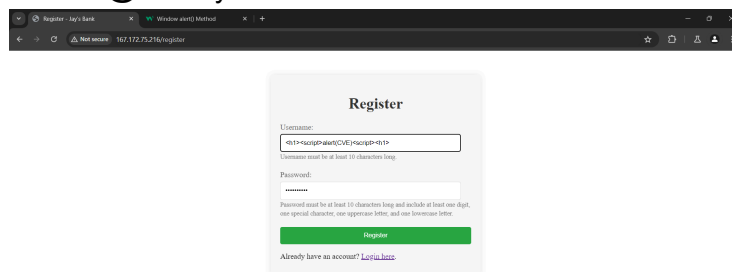 Register - Jay's Bank
Window alert() Method
Not secure
167.172.75.216/register
Register
Username:
<h1><script>alert(CVE)<script><h1>
Username must be at least 10 characters long.
Password:
••••••••••
Password must be at least 10 characters long and include at least one digit,
one special character, one uppercase letter, and one lowercase letter.
Register
Already have an account? Login here.